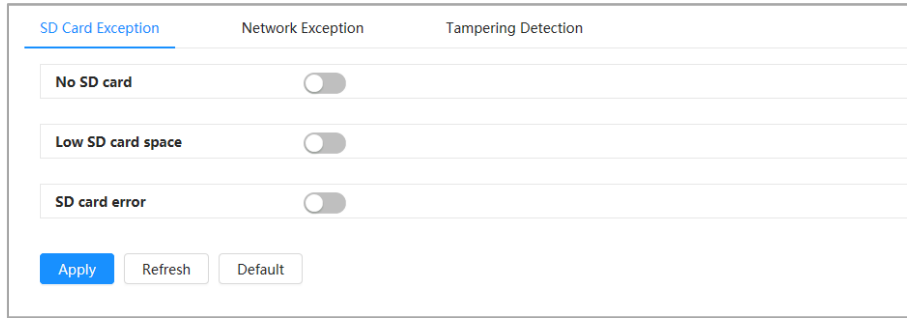 SD Card Exception Network Exception Tampering Detection
No SD card
Low SD card space
SD card error
Apply Refresh Default